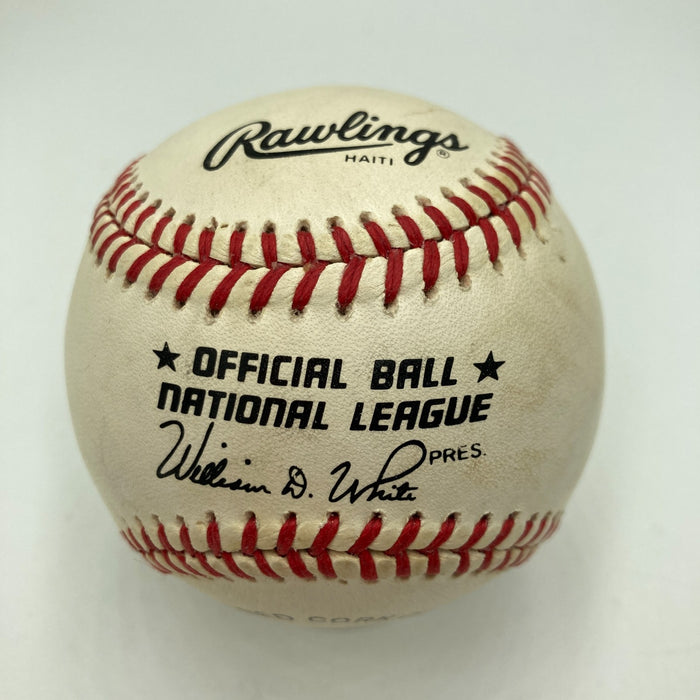 Rawlings®
HAITI
★ OFFICIAL BALL ★
NATIONAL LEAGUE
William D. White PRES.